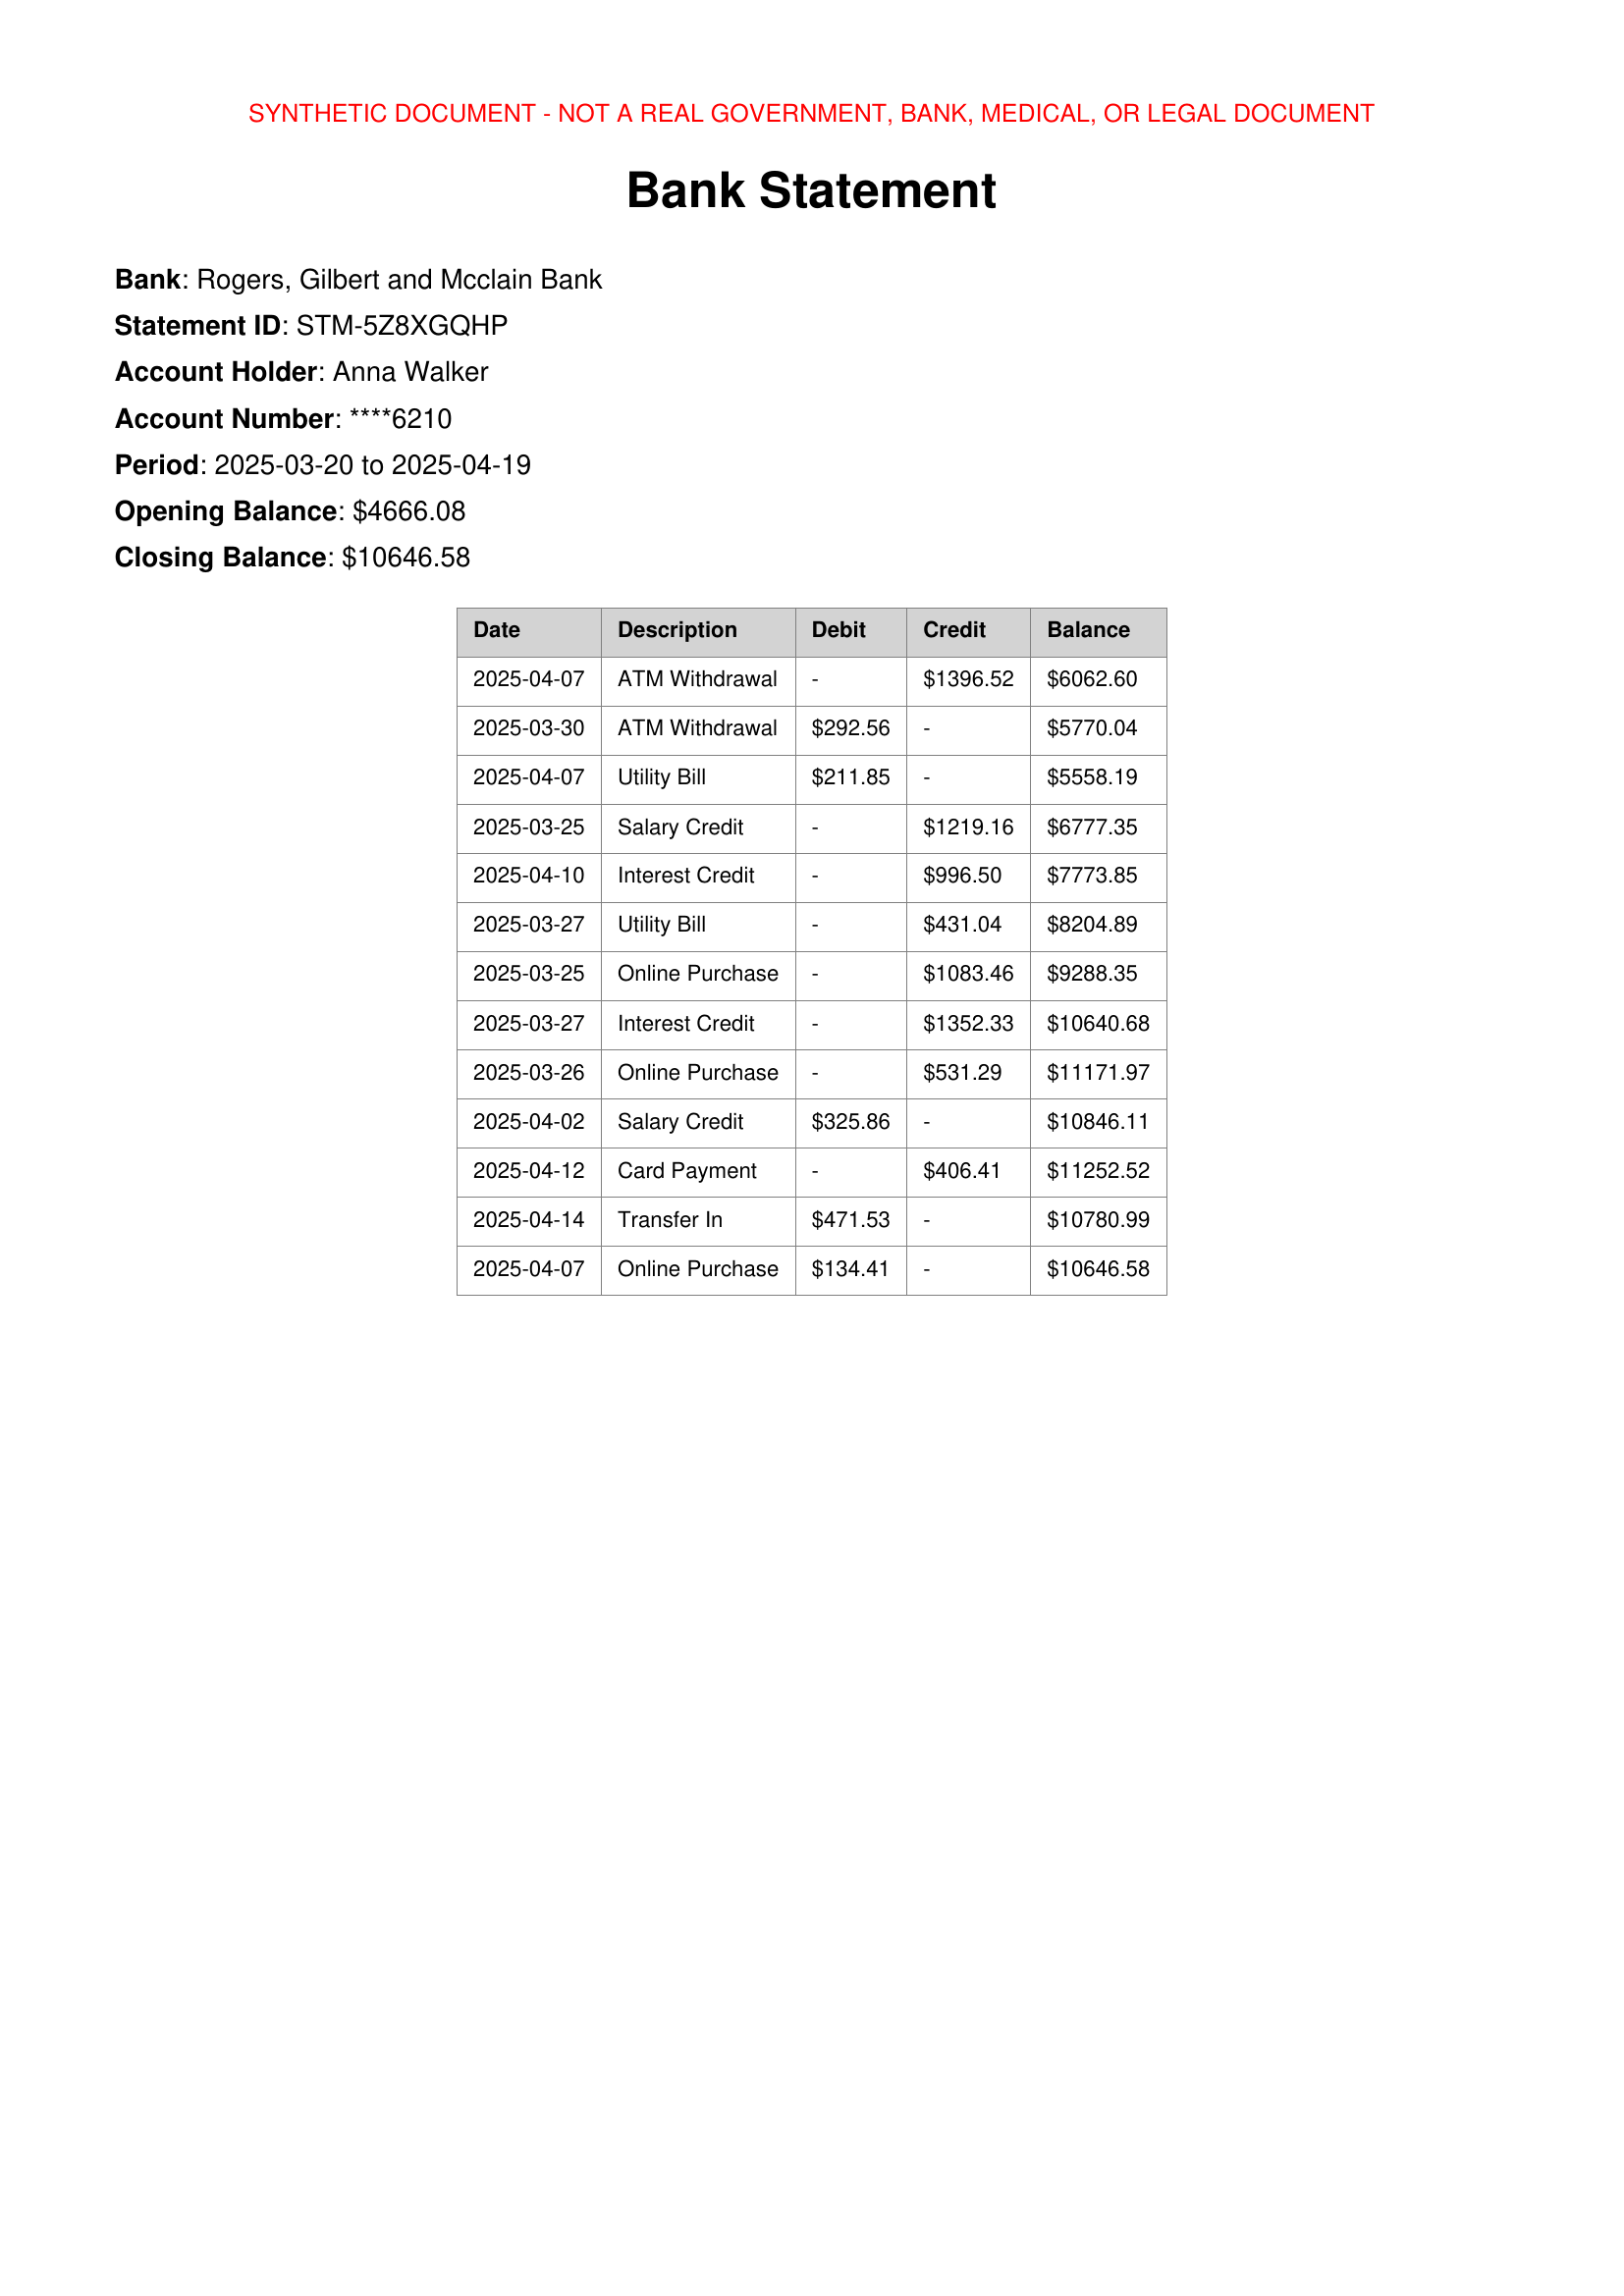 SYNTHETIC DOCUMENT - NOT A REAL GOVERNMENT, BANK, MEDICAL, OR LEGAL DOCUMENT
Bank Statement
Bank: Rogers, Gilbert and Mcclain Bank
Statement ID: STM-5Z8XGQHP
Account Holder: Anna Walker
Account Number: ****6210
Period: 2025-03-20 to 2025-04-19
Opening Balance: $4666.08
Closing Balance: $10646.58
Date Description Debit Credit Balance
2025-04-07 ATM Withdrawal - $1396.52 $6062.60
2025-03-30 ATM Withdrawal $292.56 - $5770.04
2025-04-07 Utility Bill $211.85 - $5558.19
2025-03-25 Salary Credit - $1219.16 $6777.35
2025-04-10 Interest Credit - $996.50 $7773.85
2025-03-27 Utility Bill - $431.04 $8204.89
2025-03-25 Online Purchase - $1083.46 $9288.35
2025-03-27 Interest Credit - $1352.33 $10640.68
2025-03-26 Online Purchase - $531.29 $11171.97
2025-04-02 Salary Credit $325.86 - $10846.11
2025-04-12 Card Payment - $406.41 $11252.52
2025-04-14 Transfer In $471.53 - $10780.99
2025-04-07 Online Purchase $134.41 - $10646.58